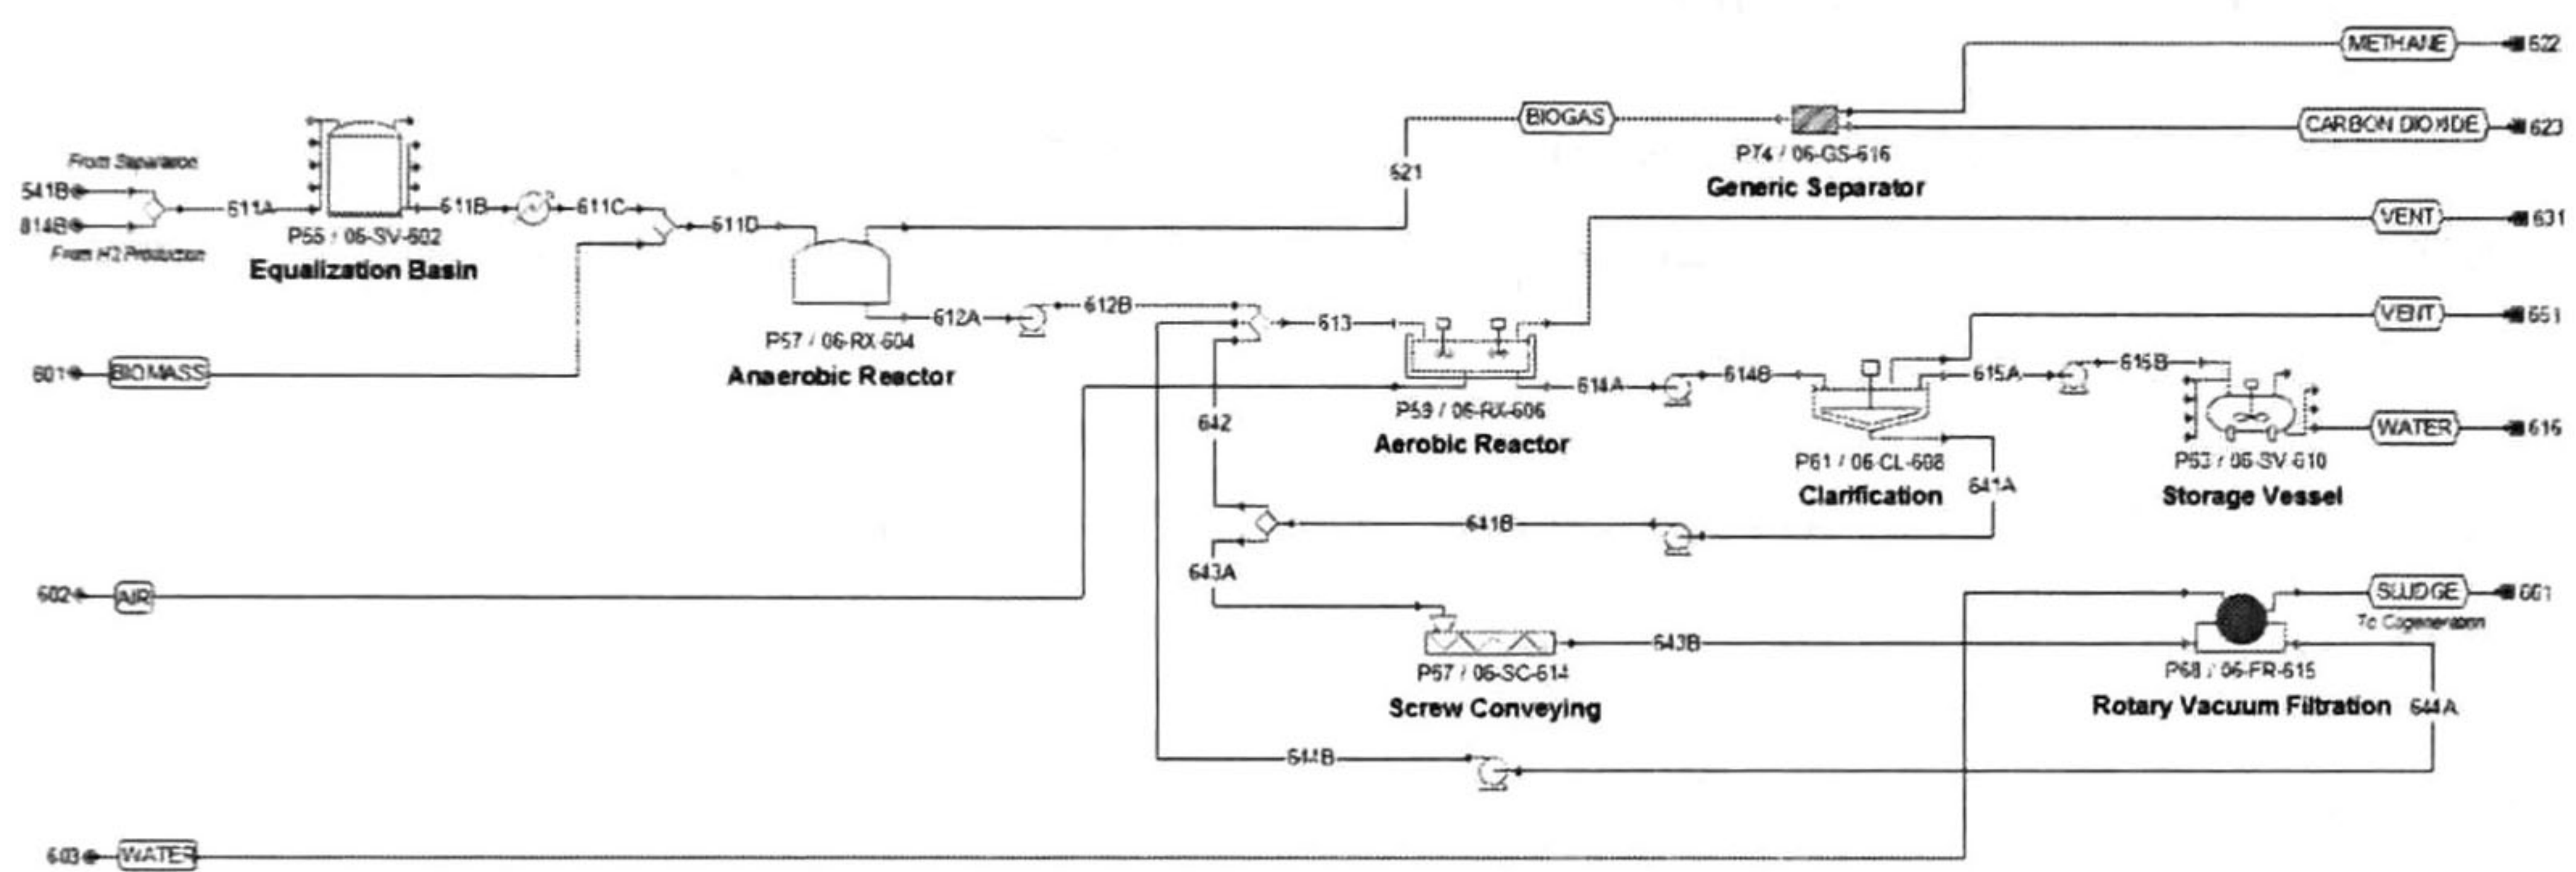 METHANE
622
BIOGAS
CARBON DIOXIDE
623
P74 / 06-GS-616
Generic Separator
621
From Separation
541B
814B
From H2 Production
611A
611B
611C
611D
P55 / 06-SV-602
Equalization Basin
VENT
631
601
BIOMASS
P57 / 06-RX-604
Anaerobic Reactor
612A
612B
613
VENT
651
614A
614B
615A
615B
P59 / 06-RX-606
Aerobic Reactor
WATER
616
P61 / 06-CL-608
Clarification
P63 / 06-SV-610
Storage Vessel
642
641A
641B
643A
602
AIR
SLUDGE
661
To Cogeneration
643B
P67 / 06-SC-614
Screw Conveying
P68 / 06-FR-615
Rotary Vacuum Filtration
644A
644B
603
WATER